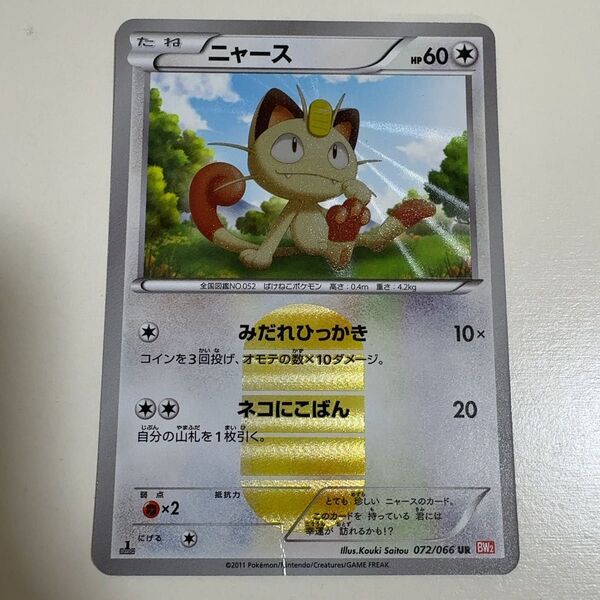 たね ニャース HP60
全国図鑑NO.052 ばけねこポケモン 高さ：0.4m 重さ：4.2kg
みだれひっかき 10×
コインを3回投げ、オモテの数×10ダメージ。
ネコにこばん 20
自分の山札を1枚引く。
弱点 抵抗力
×2
とても珍しいニャースのカード。
このカードを持っている君には
幸運が訪れるかも!?
にげる
Illus.Kouki Saitou 072/066 UR BW2
©2011 Pokémon/Nintendo/Creatures/GAME FREAK